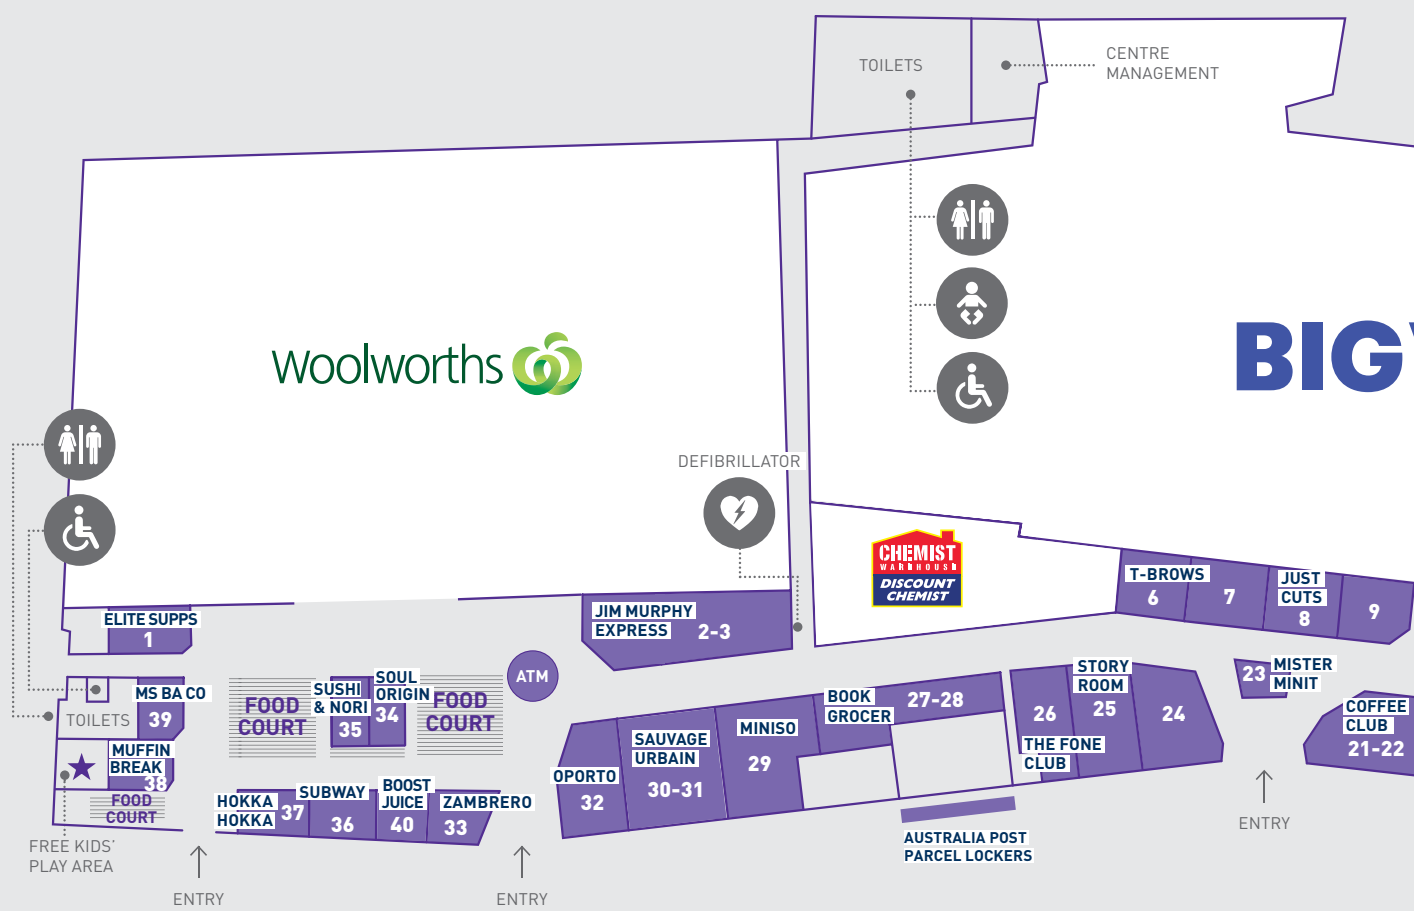 TOILETS
CENTRE
MANAGEMENT
Woolworths
BIG
DEFIBRILLATOR
CHEMIST
WAREHOUSE
DISCOUNT
CHEMIST
T-BROWS
6
7
JUST
CUTS
8
9
ELITE SUPPS
1
JIM MURPHY
EXPRESS 2-3
ATM
MS BA CO
39
TOILETS
FOOD
COURT
SUSHI
& NORI
35
SOUL
ORIGIN
34
FOOD
COURT
STORY
ROOM
25
26
THE FONE
CLUB
24
23 MISTER
MINIT
COFFEE
CLUB
21-22
BOOK
GROCER
27-28
MINISO
29
SAUVAGE
URBAIN
30-31
OPORTO
32
MUFFIN
BREAK
38
FOOD
COURT
HOKKA
HOKKA
37
SUBWAY
36
BOOST
JUICE
40
ZAMBRERO
33
AUSTRALIA POST
PARCEL LOCKERS
FREE KIDS'
PLAY AREA
ENTRY
ENTRY
ENTRY